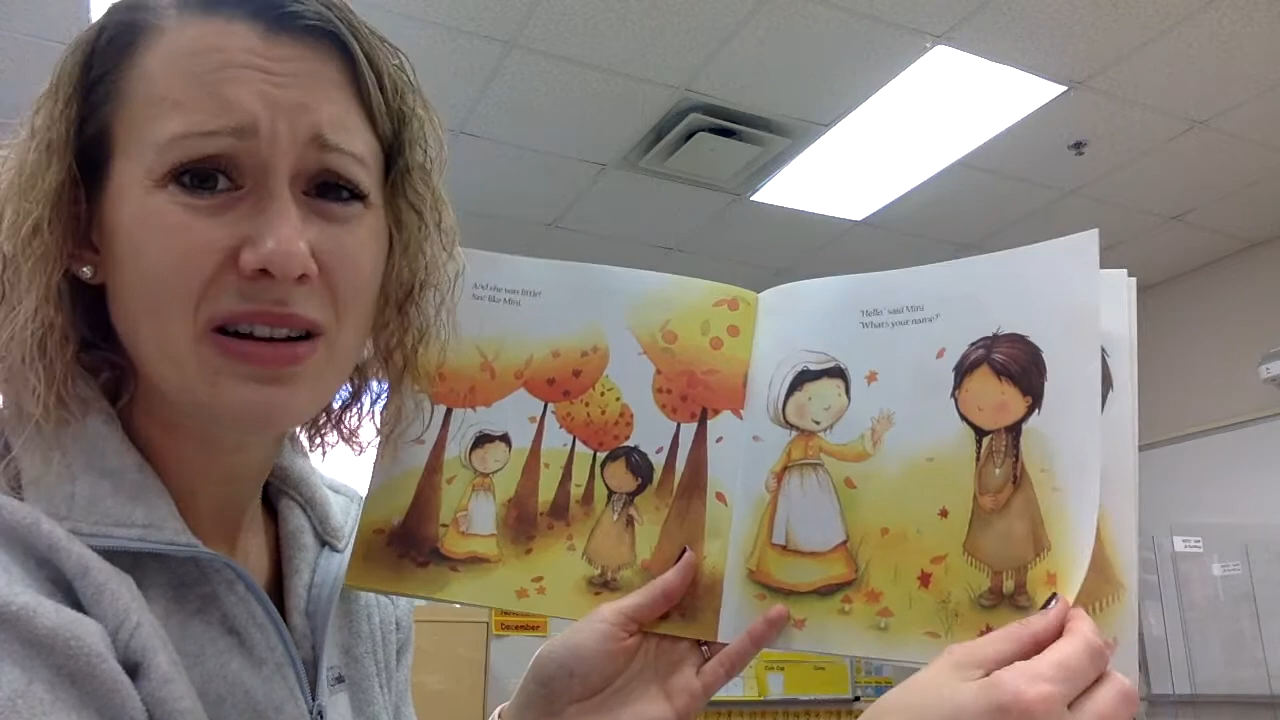 And she was little!
Just like Mini.
"Hello," said Mini.
"What's your name?"
December